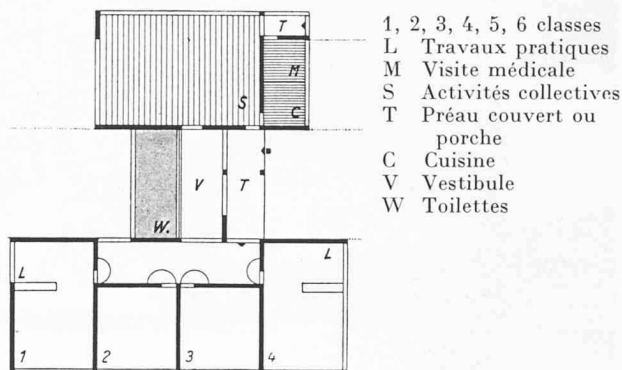 1, 2, 3, 4, 5, 6 classes
L Travaux pratiques
M Visite médicale
S Activités collectives
T Préau couvert ou
porche
C Cuisine
V Vestibule
W Toilettes
T
M
S
C
V
T
W.
L
L
1
2
3
4